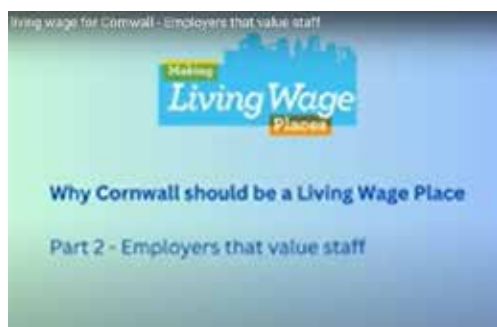 living wage for Cornwall - Employers that value staff
Making
Living Wage
Places
Why Cornwall should be a Living Wage Place
Part 2 - Employers that value staff